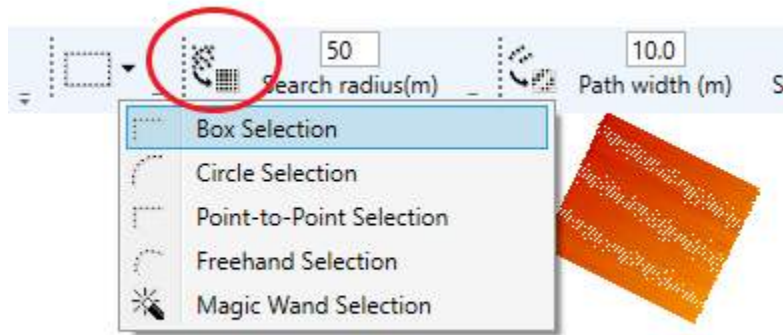 50
Search radius(m)
10.0
Path width (m)
S
Box Selection
Circle Selection
Point-to-Point Selection
Freehand Selection
Magic Wand Selection